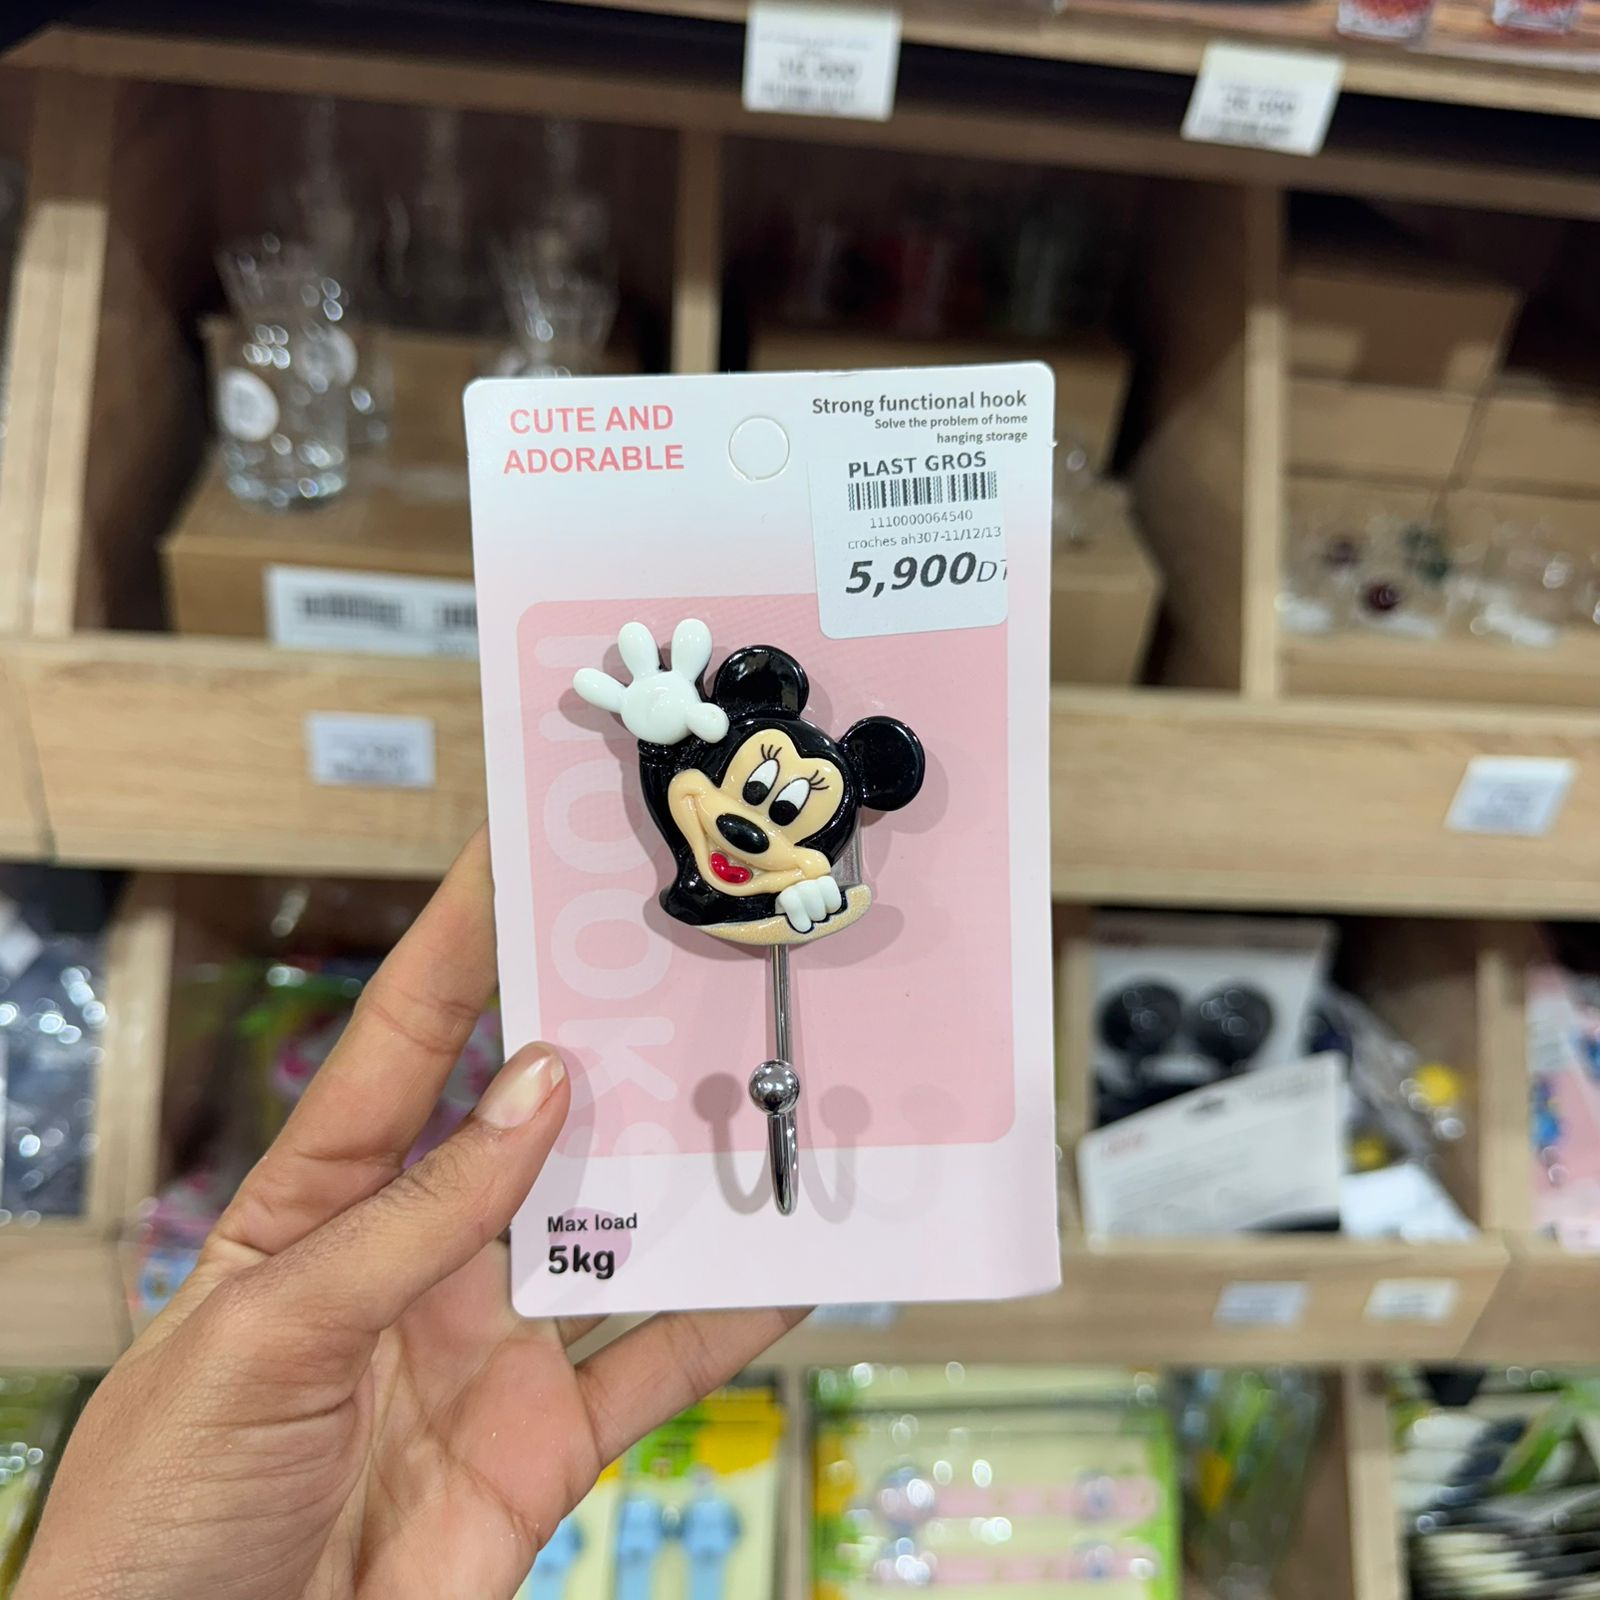 CUTE AND
ADORABLE
Strong functional hook
Solve the problem of home
hanging storage
PLAST GROS
1110000064540
croches ah307-11/12/13
5,900DT
HOOKS
Max load
5kg